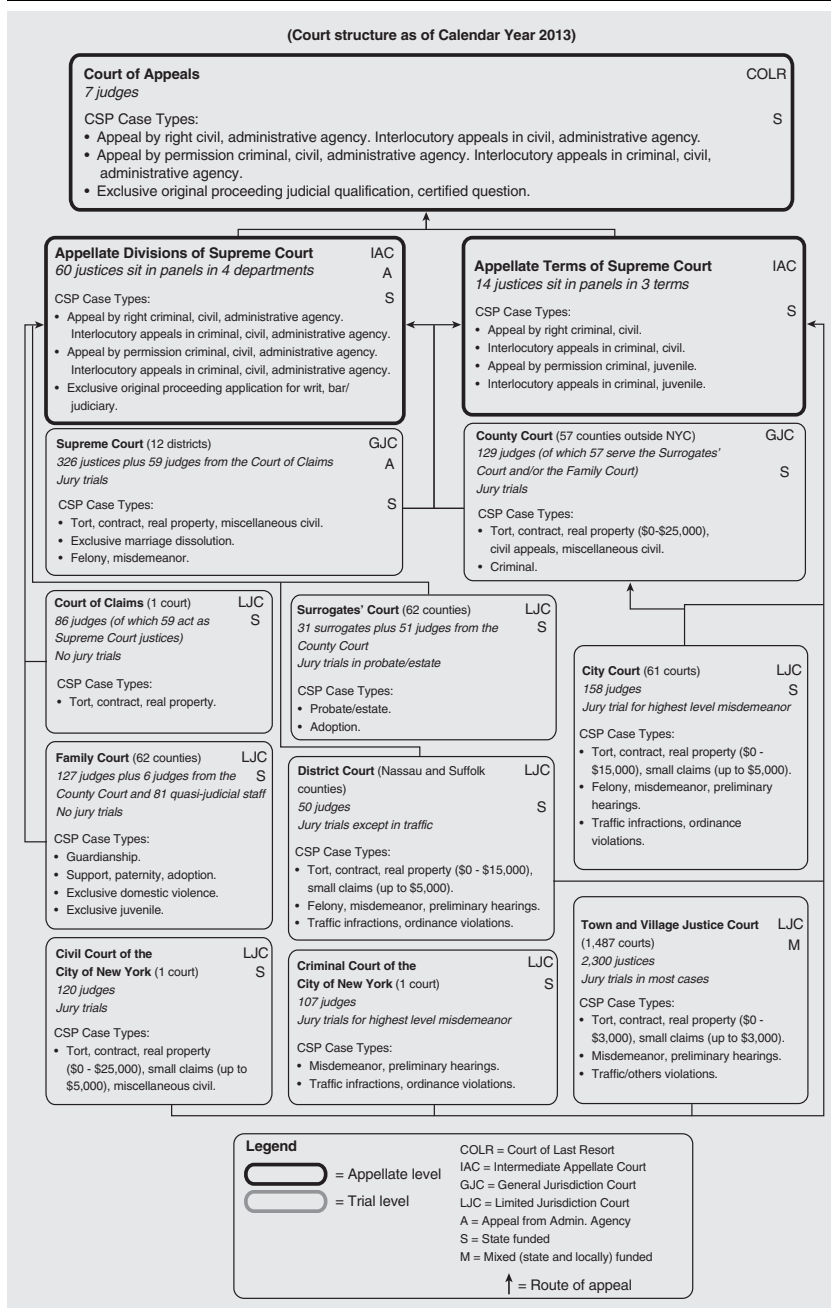 (Court structure as of Calendar Year 2013)
Court of Appeals COLR
7 judges
CSP Case Types: S
• Appeal by right civil, administrative agency. Interlocutory appeals in civil, administrative agency.
• Appeal by permission criminal, civil, administrative agency. Interlocutory appeals in criminal, civil,
administrative agency.
• Exclusive original proceeding judicial qualification, certified question.
Appellate Divisions of Supreme Court IAC
60 justices sit in panels in 4 departments A
CSP Case Types: S
• Appeal by right criminal, civil, administrative agency.
Interlocutory appeals in criminal, civil, administrative agency.
• Appeal by permission criminal, civil, administrative agency.
Interlocutory appeals in criminal, civil, administrative agency.
• Exclusive original proceeding application for writ, bar/
judiciary.
Appellate Terms of Supreme Court IAC
14 justices sit in panels in 3 terms
CSP Case Types: S
• Appeal by right criminal, civil.
• Interlocutory appeals in criminal, civil.
• Appeal by permission criminal, juvenile.
• Interlocutory appeals in criminal, juvenile.
Supreme Court (12 districts) GJC
326 justices plus 59 judges from the Court of Claims A
Jury trials
CSP Case Types: S
• Tort, contract, real property, miscellaneous civil.
• Exclusive marriage dissolution.
• Felony, misdemeanor.
County Court (57 counties outside NYC) GJC
129 judges (of which 57 serve the Surrogates'
Court and/or the Family Court) S
Jury trials
CSP Case Types:
• Tort, contract, real property ($0-$25,000),
civil appeals, miscellaneous civil.
• Criminal.
Court of Claims (1 court) LJC
86 judges (of which 59 act as S
Supreme Court justices)
No jury trials
CSP Case Types:
• Tort, contract, real property.
Surrogates' Court (62 counties) LJC
31 surrogates plus 51 judges from the S
County Court
Jury trials in probate/estate
CSP Case Types:
• Probate/estate.
• Adoption.
City Court (61 courts) LJC
158 judges S
Jury trial for highest level misdemeanor
CSP Case Types:
• Tort, contract, real property ($0 -
$15,000), small claims (up to $5,000).
• Felony, misdemeanor, preliminary
hearings.
• Traffic infractions, ordinance
violations.
Family Court (62 counties) LJC
127 judges plus 6 judges from the S
County Court and 81 quasi-judicial staff
No jury trials
CSP Case Types:
• Guardianship.
• Support, paternity, adoption.
• Exclusive domestic violence.
• Exclusive juvenile.
District Court (Nassau and Suffolk LJC
counties)
50 judges S
Jury trials except in traffic
CSP Case Types:
• Tort, contract, real property ($0 - $15,000),
small claims (up to $5,000).
• Felony, misdemeanor, preliminary hearings.
• Traffic infractions, ordinance violations.
Town and Village Justice Court LJC
(1,487 courts) M
2,300 justices
Jury trials in most cases
CSP Case Types:
• Tort, contract, real property ($0 -
$3,000), small claims (up to $3,000).
• Misdemeanor, preliminary hearings.
• Traffic/others violations.
Civil Court of the LJC
City of New York (1 court) S
120 judges
Jury trials
CSP Case Types:
• Tort, contract, real property
($0 - $25,000), small claims (up to
$5,000), miscellaneous civil.
Criminal Court of the LJC
City of New York (1 court) S
107 judges
Jury trials for highest level misdemeanor
CSP Case Types:
• Misdemeanor, preliminary hearings.
• Traffic infractions, ordinance violations.
Legend
= Appellate level
= Trial level
COLR = Court of Last Resort
IAC = Intermediate Appellate Court
GJC = General Jurisdiction Court
LJC = Limited Jurisdiction Court
A = Appeal from Admin. Agency
S = State funded
M = Mixed (state and locally) funded
= Route of appeal